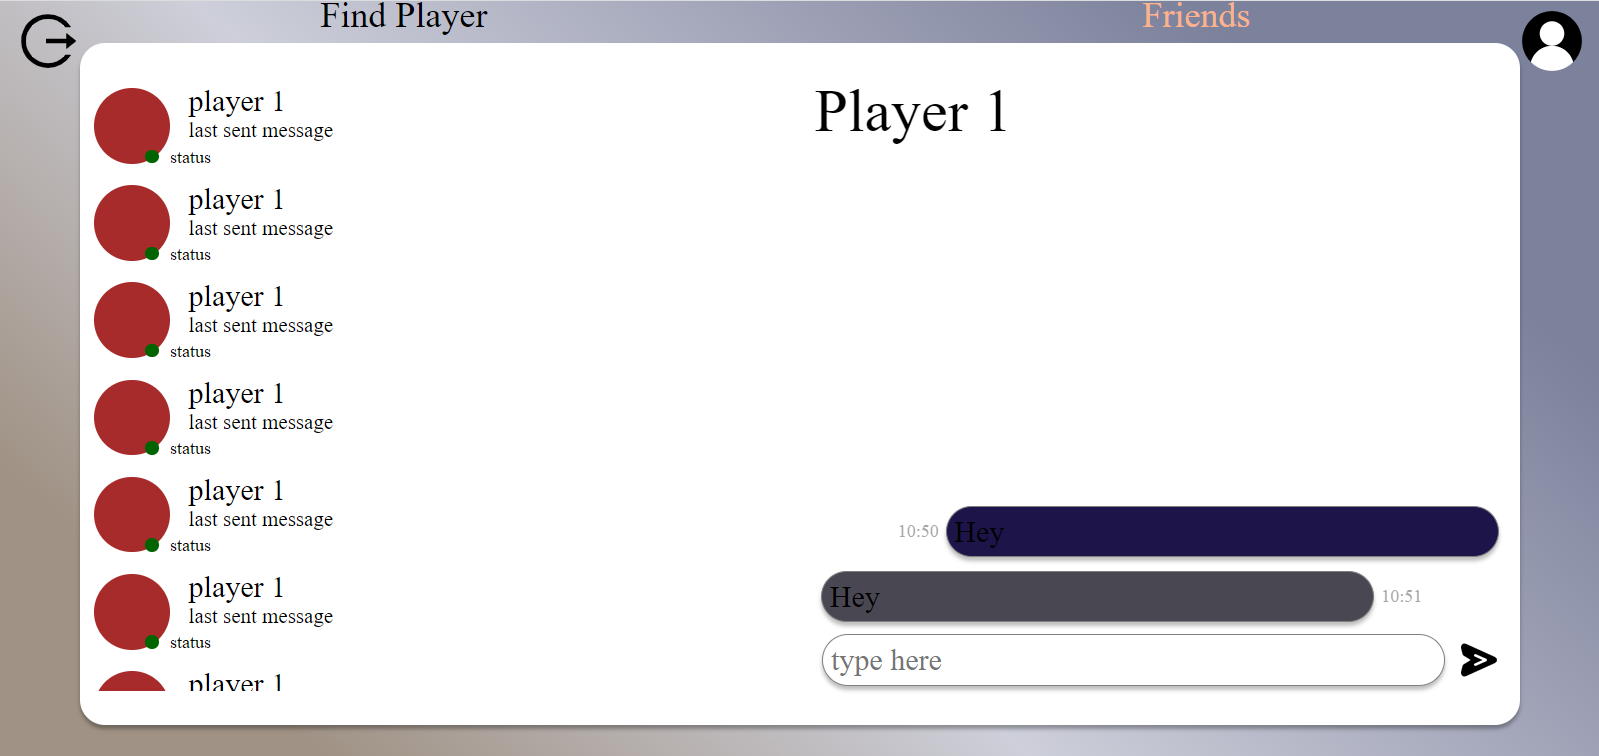 Find Player
Friends
player 1
last sent message
status
player 1
last sent message
status
player 1
last sent message
status
player 1
last sent message
status
player 1
last sent message
status
player 1
last sent message
status
player 1
Player 1
10:50 Hey
Hey 10:51
type here